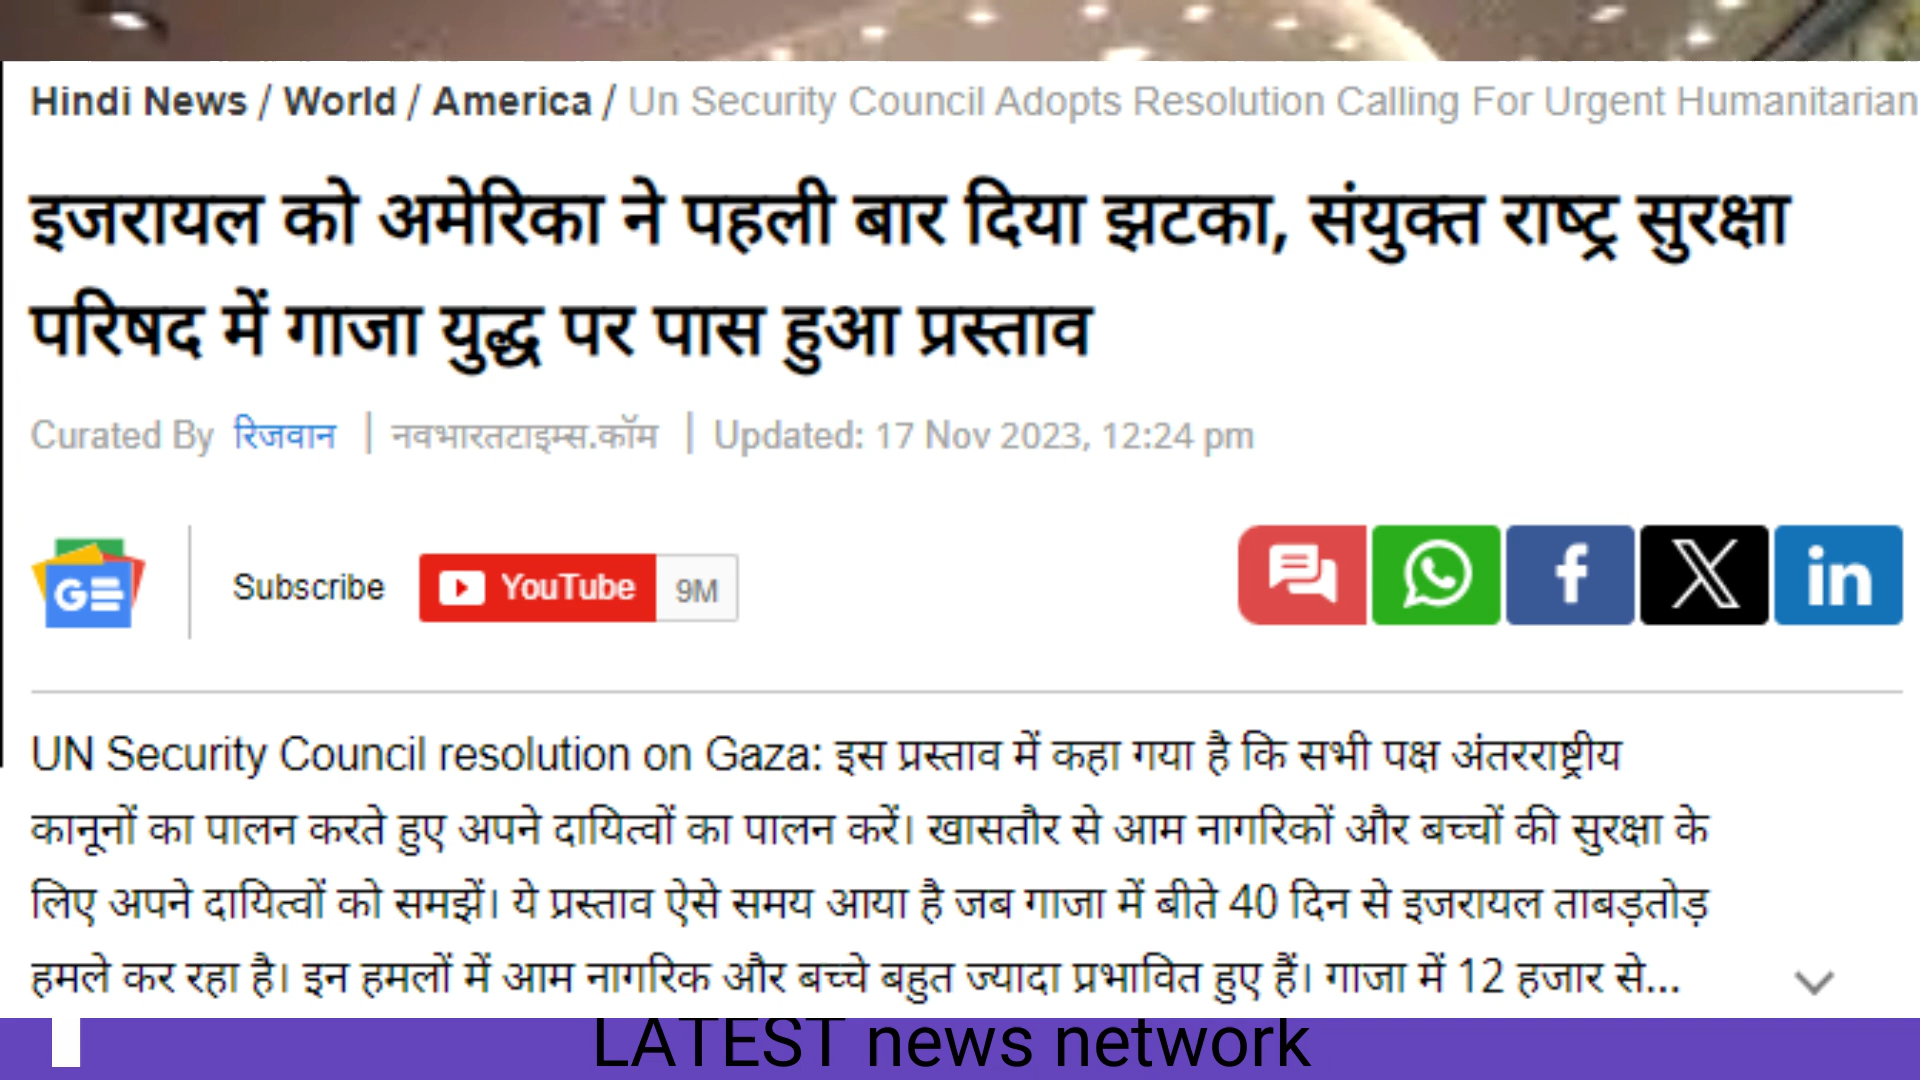 Hindi News / World / America / Un Security Council Adopts Resolution Calling For Urgent Humanitarian
इजरायल को अमेरिका ने पहली बार दिया झटका, संयुक्त राष्ट्र सुरक्षा
परिषद में गाजा युद्ध पर पास हुआ प्रस्ताव
Curated By रिजवान | नवभारतटाइम्स.कॉम | Updated: 17 Nov 2023, 12:24 pm
GE Subscribe YouTube 9M f X in
UN Security Council resolution on Gaza: इस प्रस्ताव में कहा गया है कि सभी पक्ष अंतरराष्ट्रीय
कानूनों का पालन करते हुए अपने दायित्वों का पालन करें। खासतौर से आम नागरिकों और बच्चों की सुरक्षा के
लिए अपने दायित्वों को समझें। ये प्रस्ताव ऐसे समय आया है जब गाजा में बीते 40 दिन से इजरायल ताबड़तोड़
हमले कर रहा है। इन हमलों में आम नागरिक और बच्चे बहुत ज्यादा प्रभावित हुए हैं। गाजा में 12 हजार से...
LATEST news network